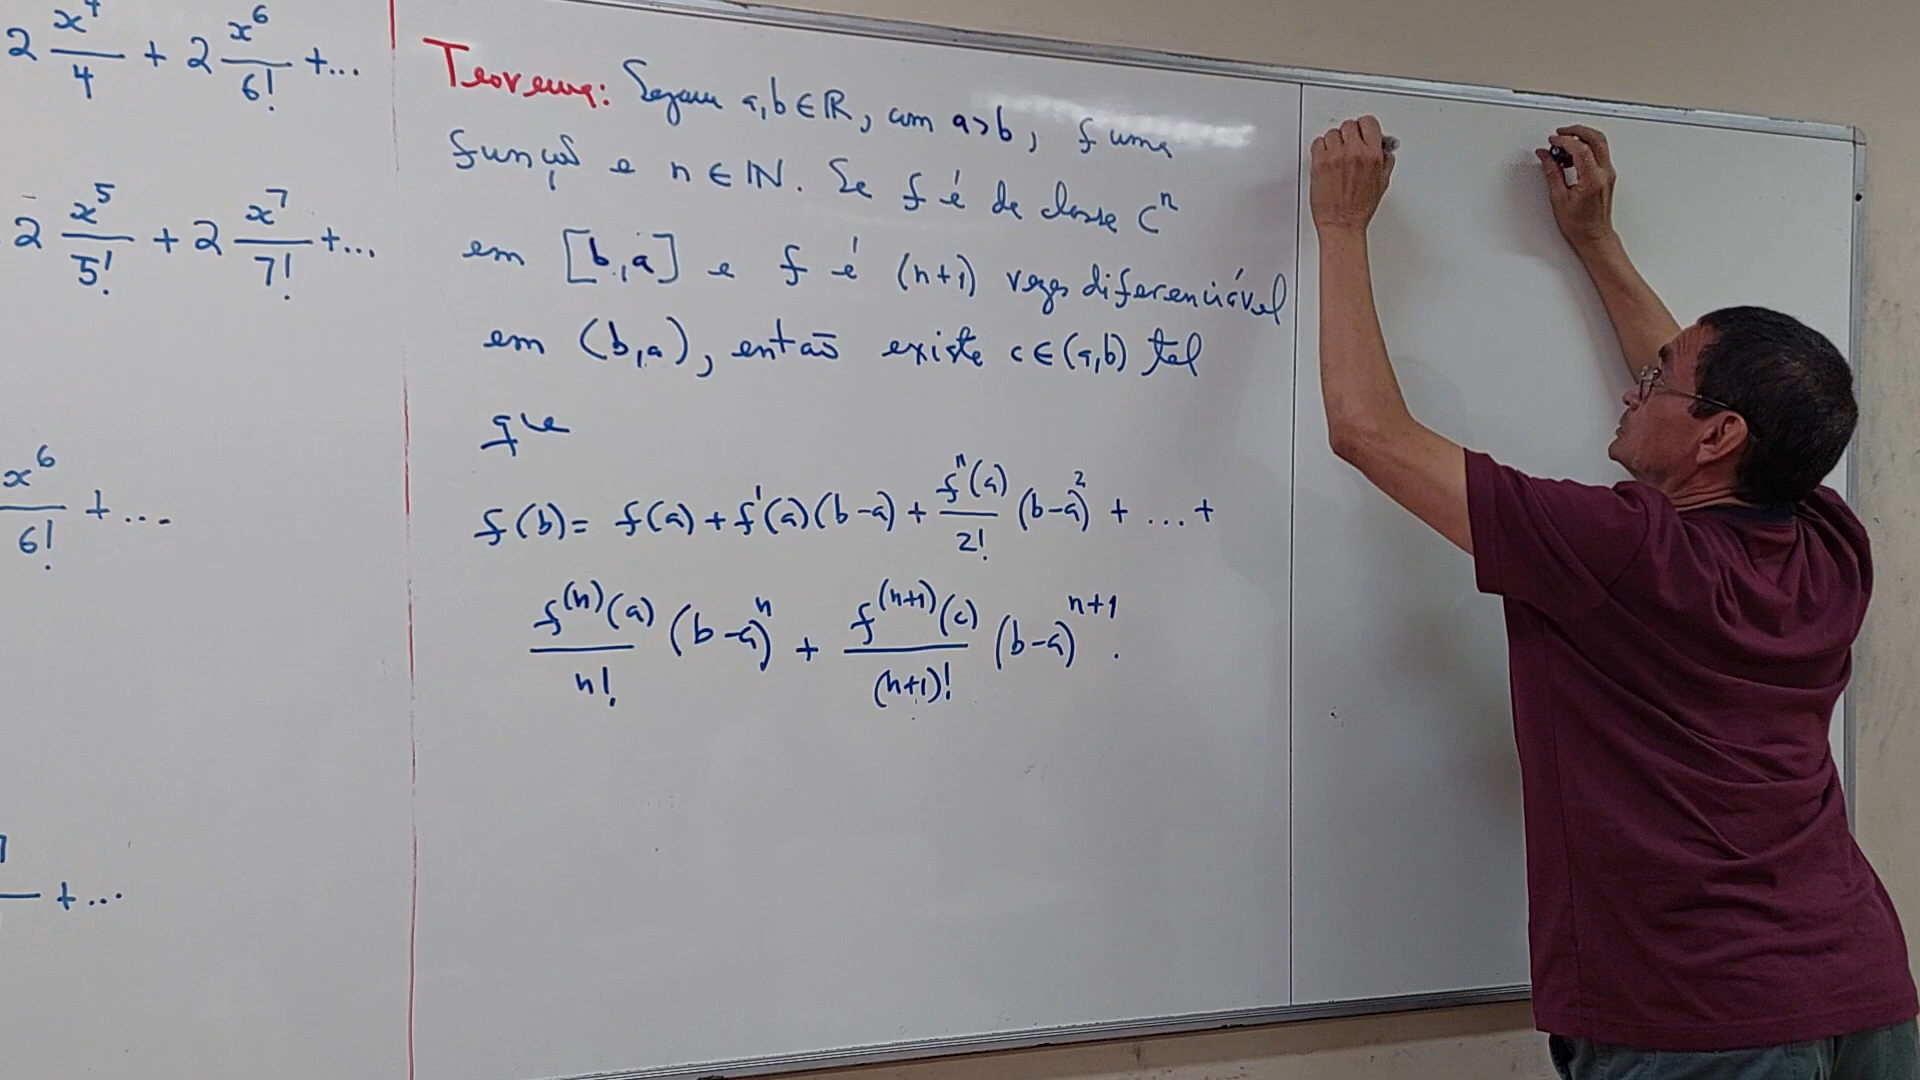 2 x⁴/4 + 2 x⁶/6! + ...
2 x⁵/5! + 2 x⁷/7! + ...
x⁶/6! + ...
+ ...
Teorema: Sejam a,b ∈ ℝ, com a>b, f uma
função e n ∈ ℕ. Se f é de classe Cⁿ
em [b,a] e f é (n+1) vezes diferenciável
em (b,a), então existe c ∈ (a,b) tal
que
f(b) = f(a) + f'(a)(b-a) + f''(a)/2! (b-a)² + ... +
f⁽ⁿ⁾(a)/n! (b-a)ⁿ + f⁽ⁿ⁺¹⁾(c)/(n+1)! (b-a)ⁿ⁺¹.